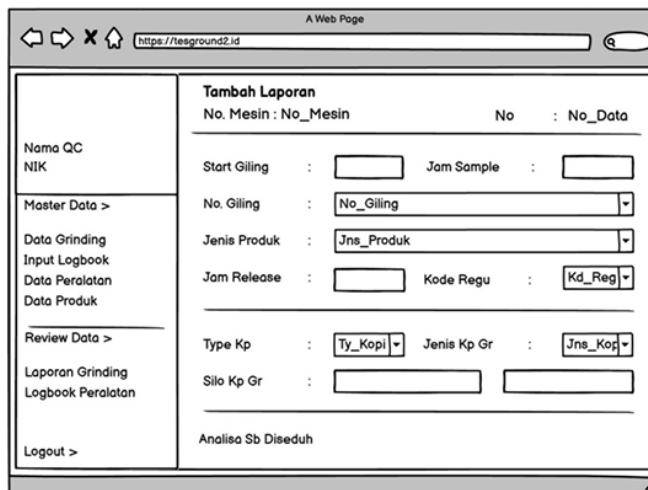 A Web Page
https://tesground2.id
Tambah Laporan
No. Mesin : No_Mesin No : No_Data
Nama QC
NIK
Master Data >
Data Grinding
Input Logbook
Data Peralatan
Data Produk
Review Data >
Laporan Grinding
Logbook Peralatan
Logout >
Start Giling : Jam Sample :
No. Giling : No_Giling
Jenis Produk : Jns_Produk
Jam Release : Kode Regu : Kd_Reg
Type Kp : Ty_Kopi Jenis Kp Gr : Jns_Kop
Silo Kp Gr :
Analisa Sb Diseduh